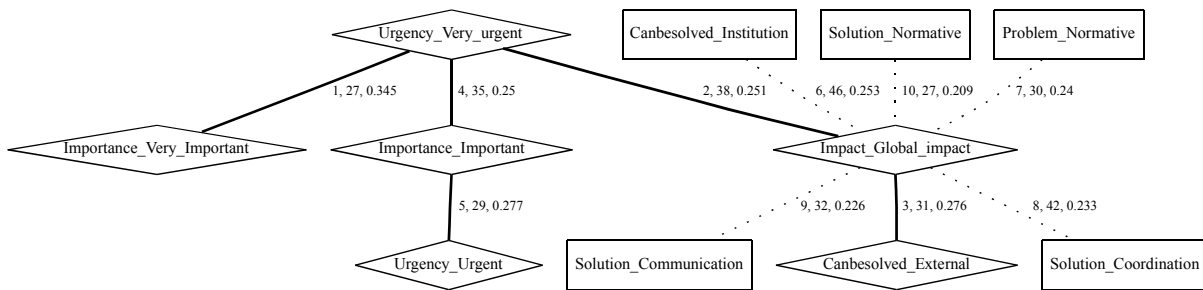 Urgency_Very_urgent
Canbesolved_Institution
Solution_Normative
Problem_Normative
1, 27, 0.345
4, 35, 0.25
2, 38, 0.251
6, 46, 0.253
10, 27, 0.209
7, 30, 0.24
Importance_Very_Important
Importance_Important
Impact_Global_impact
5, 29, 0.277
9, 32, 0.226
3, 31, 0.276
8, 42, 0.233
Urgency_Urgent
Solution_Communication
Canbesolved_External
Solution_Coordination